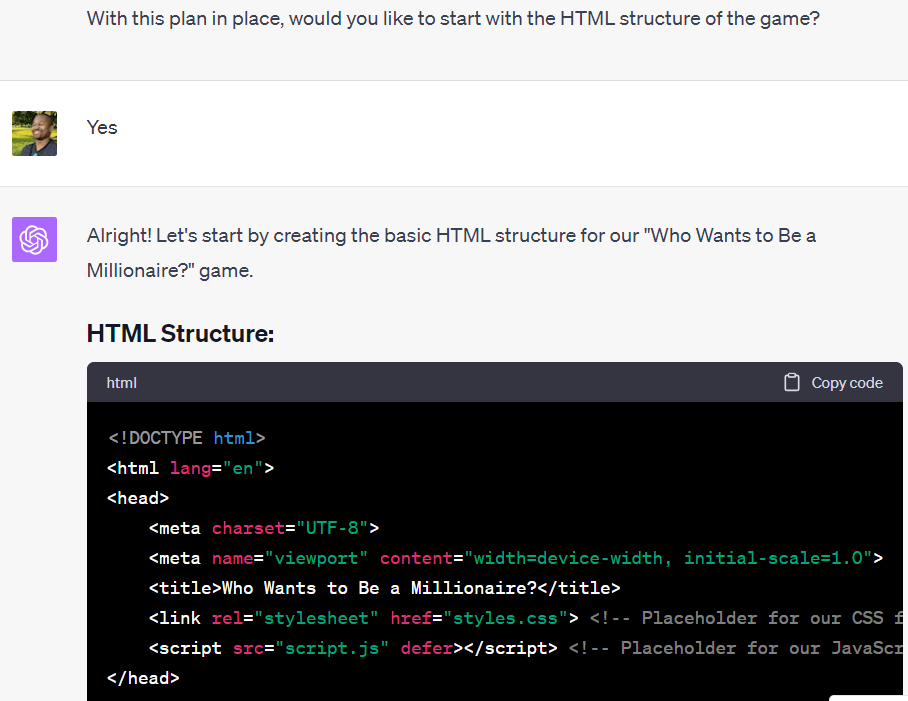 With this plan in place, would you like to start with the HTML structure of the game?
Yes
Alright! Let's start by creating the basic HTML structure for our "Who Wants to Be a
Millionaire?" game.
HTML Structure:
html
Copy code
<!DOCTYPE html>
<html lang="en">
<head>
    <meta charset="UTF-8">
    <meta name="viewport" content="width=device-width, initial-scale=1.0">
    <title>Who Wants to Be a Millionaire?</title>
    <link rel="stylesheet" href="styles.css"> <!-- Placeholder for our CSS
    <script src="script.js" defer></script> <!-- Placeholder for our
</head>